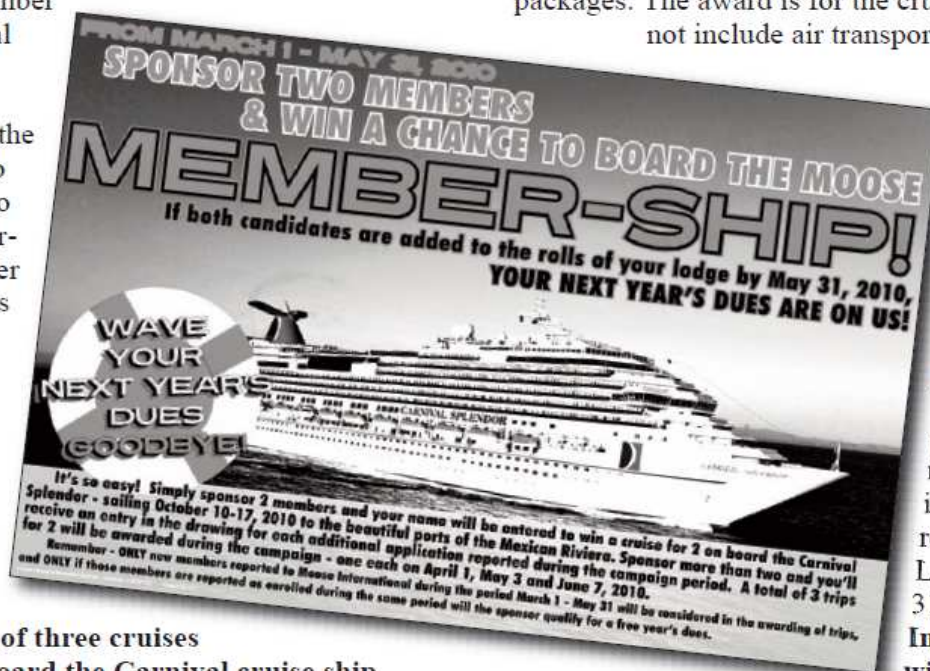 mber
packages. The award is for the cru
l
not include air transpor
the
o
o
r-
er
s
FROM MARCH 1 - MAY 31, 2010
SPONSOR TWO MEMBERS
& WIN A CHANCE TO BOARD THE MOOSE
MEMBER-SHIP!
If both candidates are added to the rolls of your lodge by May 31, 2010,
YOUR NEXT YEAR'S DUES ARE ON US!
WAVE
YOUR
NEXT YEAR'S
DUES
GOODBYE!
CARNIVAL SPLENDOR
It's so easy! Simply sponsor 2 members and your name will be entered to win a cruise for 2 on board the Carnival
Splendor - sailing October 10-17, 2010 to the beautiful ports of the Mexican Riviera. Sponsor more than two and you'll
receive an entry in the drawing for each additional application reported during the campaign period. A total of 3 trips
for 2 will be awarded during the campaign - one each on April 1, May 3 and June 7, 2010.
Remember - ONLY new members reported to Moose International during the period March 1 - May 31 will be considered in the awarding of trips,
and ONLY if those members are reported as enrolled during the same period will the sponsor qualify for a free year's dues.
i
r
L
3
of three cruises
In
oard the Carnival cruise ship
wi